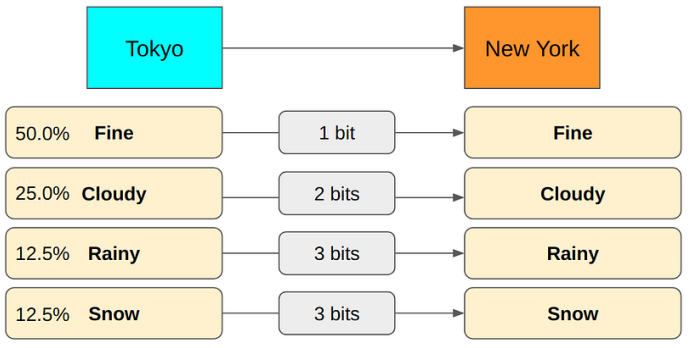 Tokyo New York
50.0% Fine 1 bit Fine
25.0% Cloudy 2 bits Cloudy
12.5% Rainy 3 bits Rainy
12.5% Snow 3 bits Snow